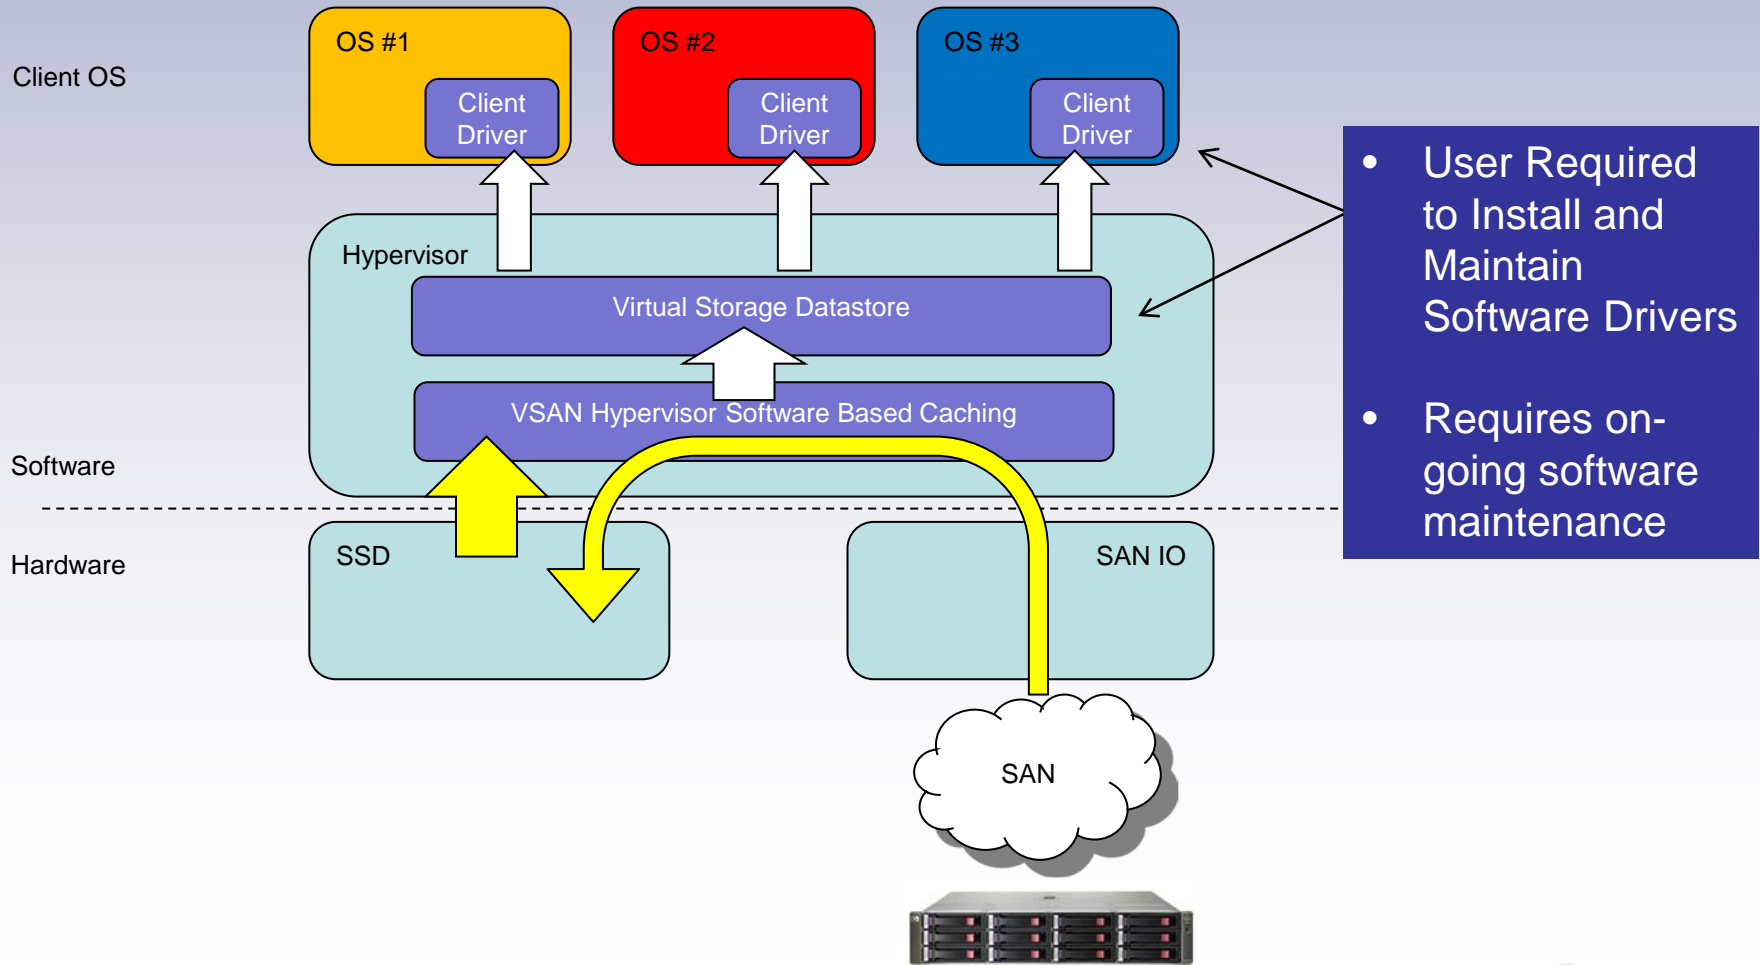 OS #1
OS #2
OS #3
Client OS
Client
Driver
Client
Driver
Client
Driver
• User Required
to Install and
Maintain
Software Drivers
• Requires on-
going software
maintenance
Hypervisor
Virtual Storage Datastore
VSAN Hypervisor Software Based Caching
Software
Hardware
SSD
SAN IO
SAN